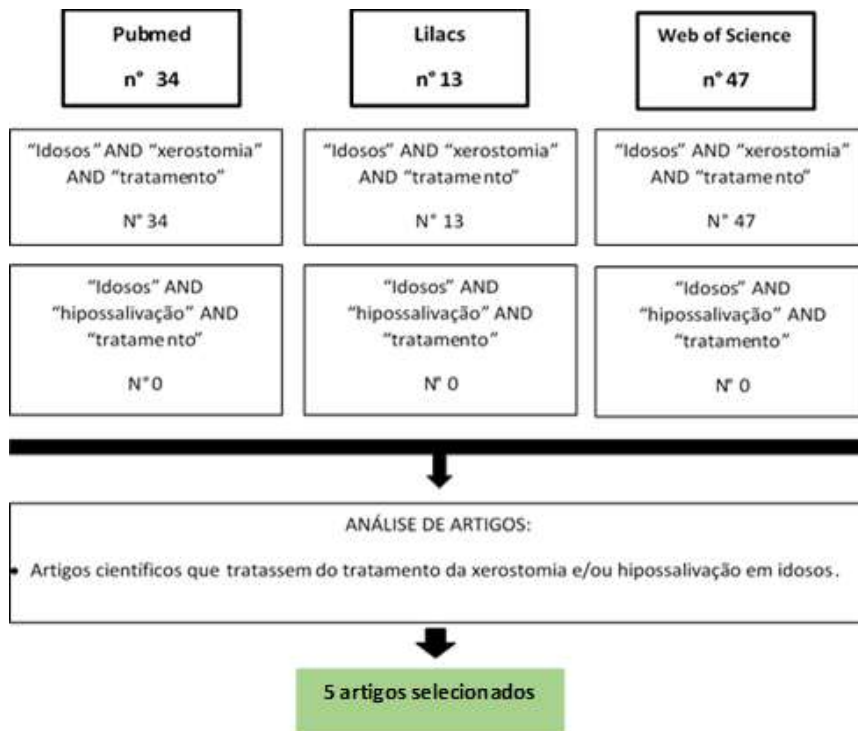 Pubmed
n° 34
Lilacs
n° 13
Web of Science
n° 47
“Idosos” AND “xerostomia”
AND “tratamento”
N° 34
“Idosos” AND “xerostomia”
AND “tratamento”
N° 13
“Idosos” AND “xerostomia”
AND “tratamento”
N° 47
“Idosos” AND
“hipossalivação” AND
“tratamento”
N° 0
“Idosos” AND
“hipossalivação” AND
“tratamento”
N° 0
“Idosos” AND
“hipossalivação” AND
“tratamento”
N° 0
ANÁLISE DE ARTIGOS:
• Artigos científicos que tratassem do tratamento da xerostomia e/ou hipossalivação em idosos.
5 artigos selecionados